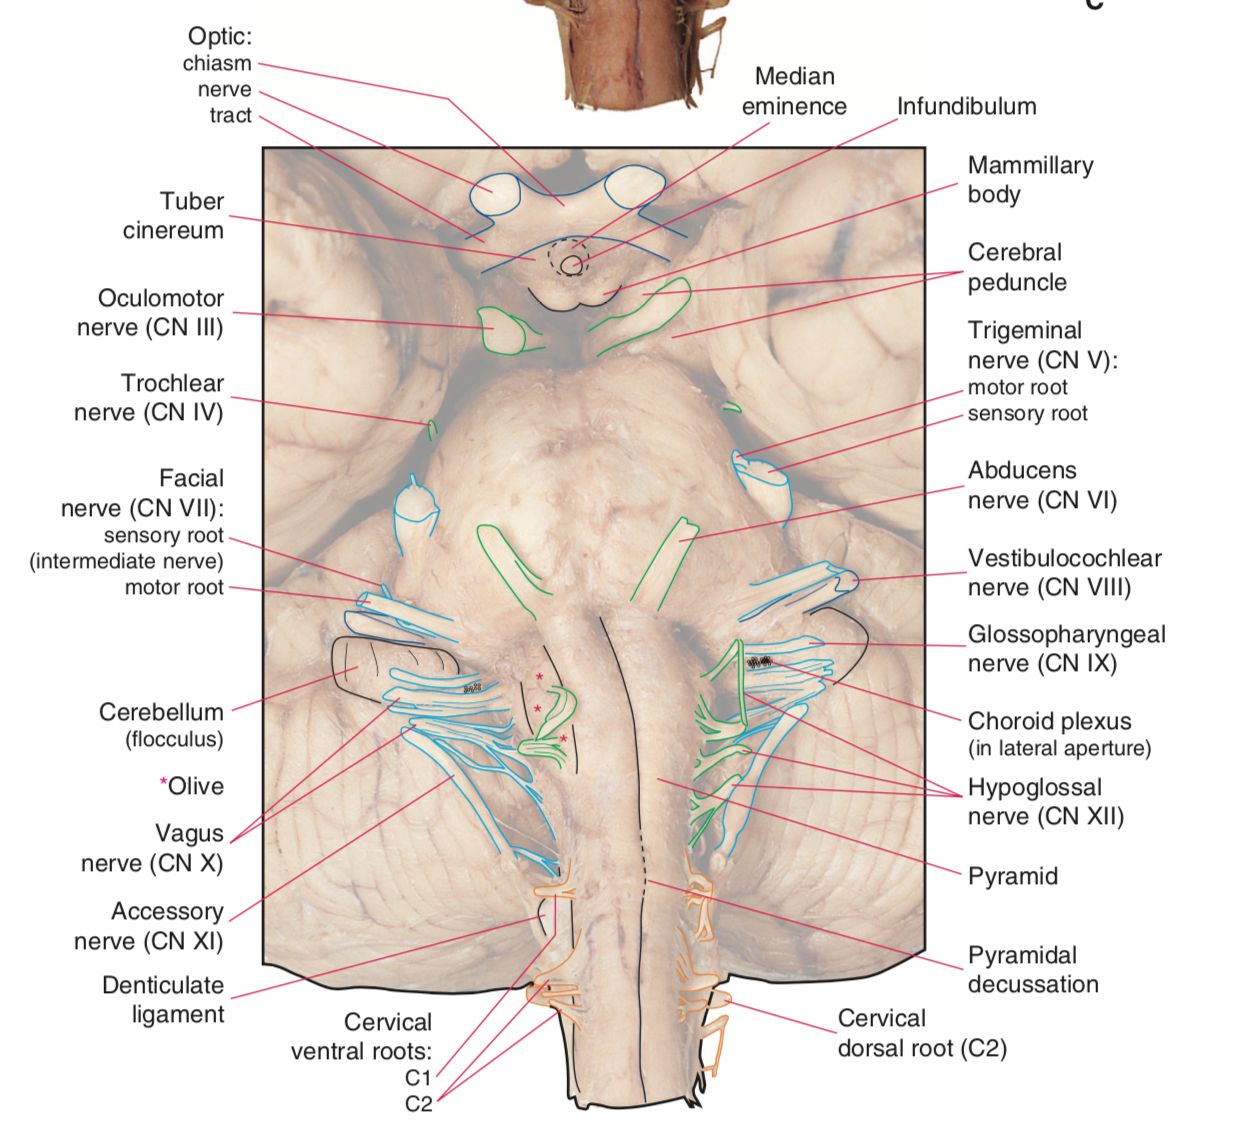 C
Optic:
chiasm
nerve
tract
Median
eminence
Infundibulum
Mammillary
body
Tuber
cinereum
Cerebral
peduncle
Oculomotor
nerve (CN III)
Trigeminal
nerve (CN V):
motor root
sensory root
Trochlear
nerve (CN IV)
Abducens
nerve (CN VI)
Facial
nerve (CN VII):
sensory root
(intermediate nerve)
motor root
Vestibulocochlear
nerve (CN VIII)
Glossopharyngeal
nerve (CN IX)
Cerebellum
(flocculus)
Choroid plexus
(in lateral aperture)
*Olive
Hypoglossal
nerve (CN XII)
Vagus
nerve (CN X)
Pyramid
Accessory
nerve (CN XI)
Pyramidal
decussation
Denticulate
ligament
Cervical
ventral roots:
C1
C2
Cervical
dorsal root (C2)